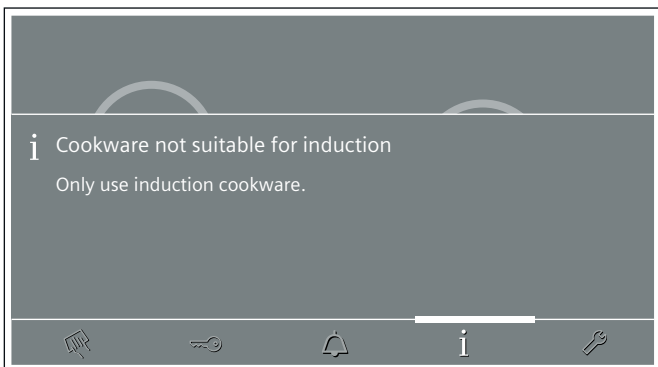 i Cookware not suitable for induction
Only use induction cookware.
i